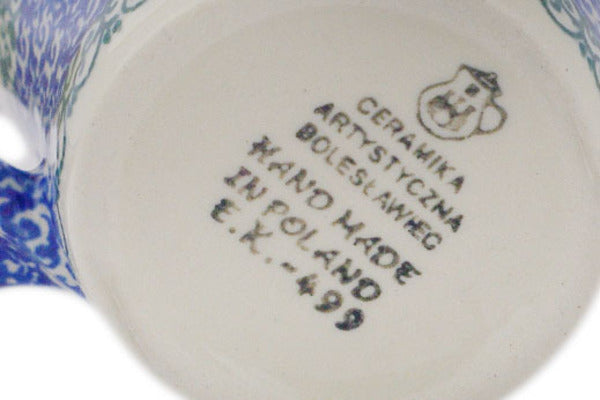 CERAMIKA
ARTYSTYCZNA
BOLESŁAWIEC
HAND MADE
IN POLAND
E.K.-499